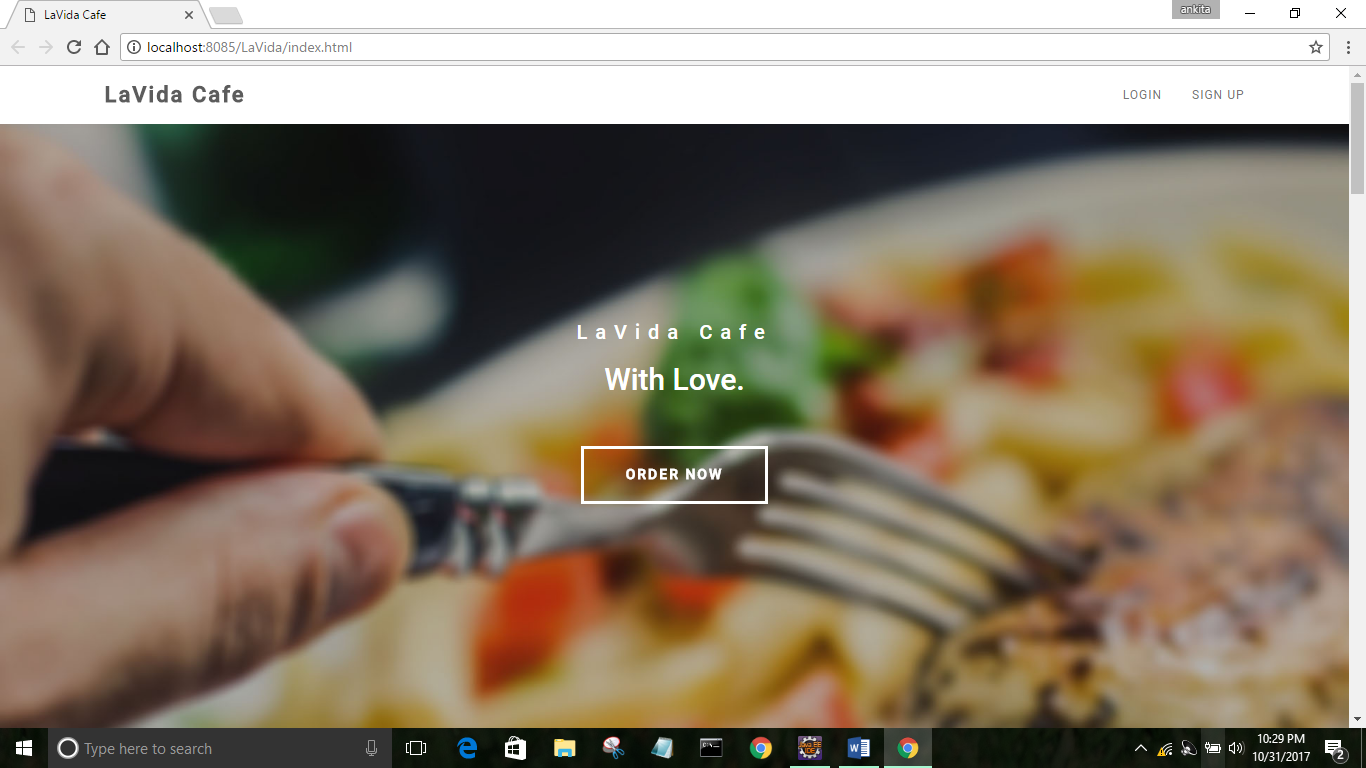 LaVida Cafe
ankita
localhost:8085/LaVida/index.html
LaVida Cafe
LOGIN SIGN UP
LaVida Cafe
With Love.
ORDER NOW
Type here to search
10:29 PM
10/31/2017
2